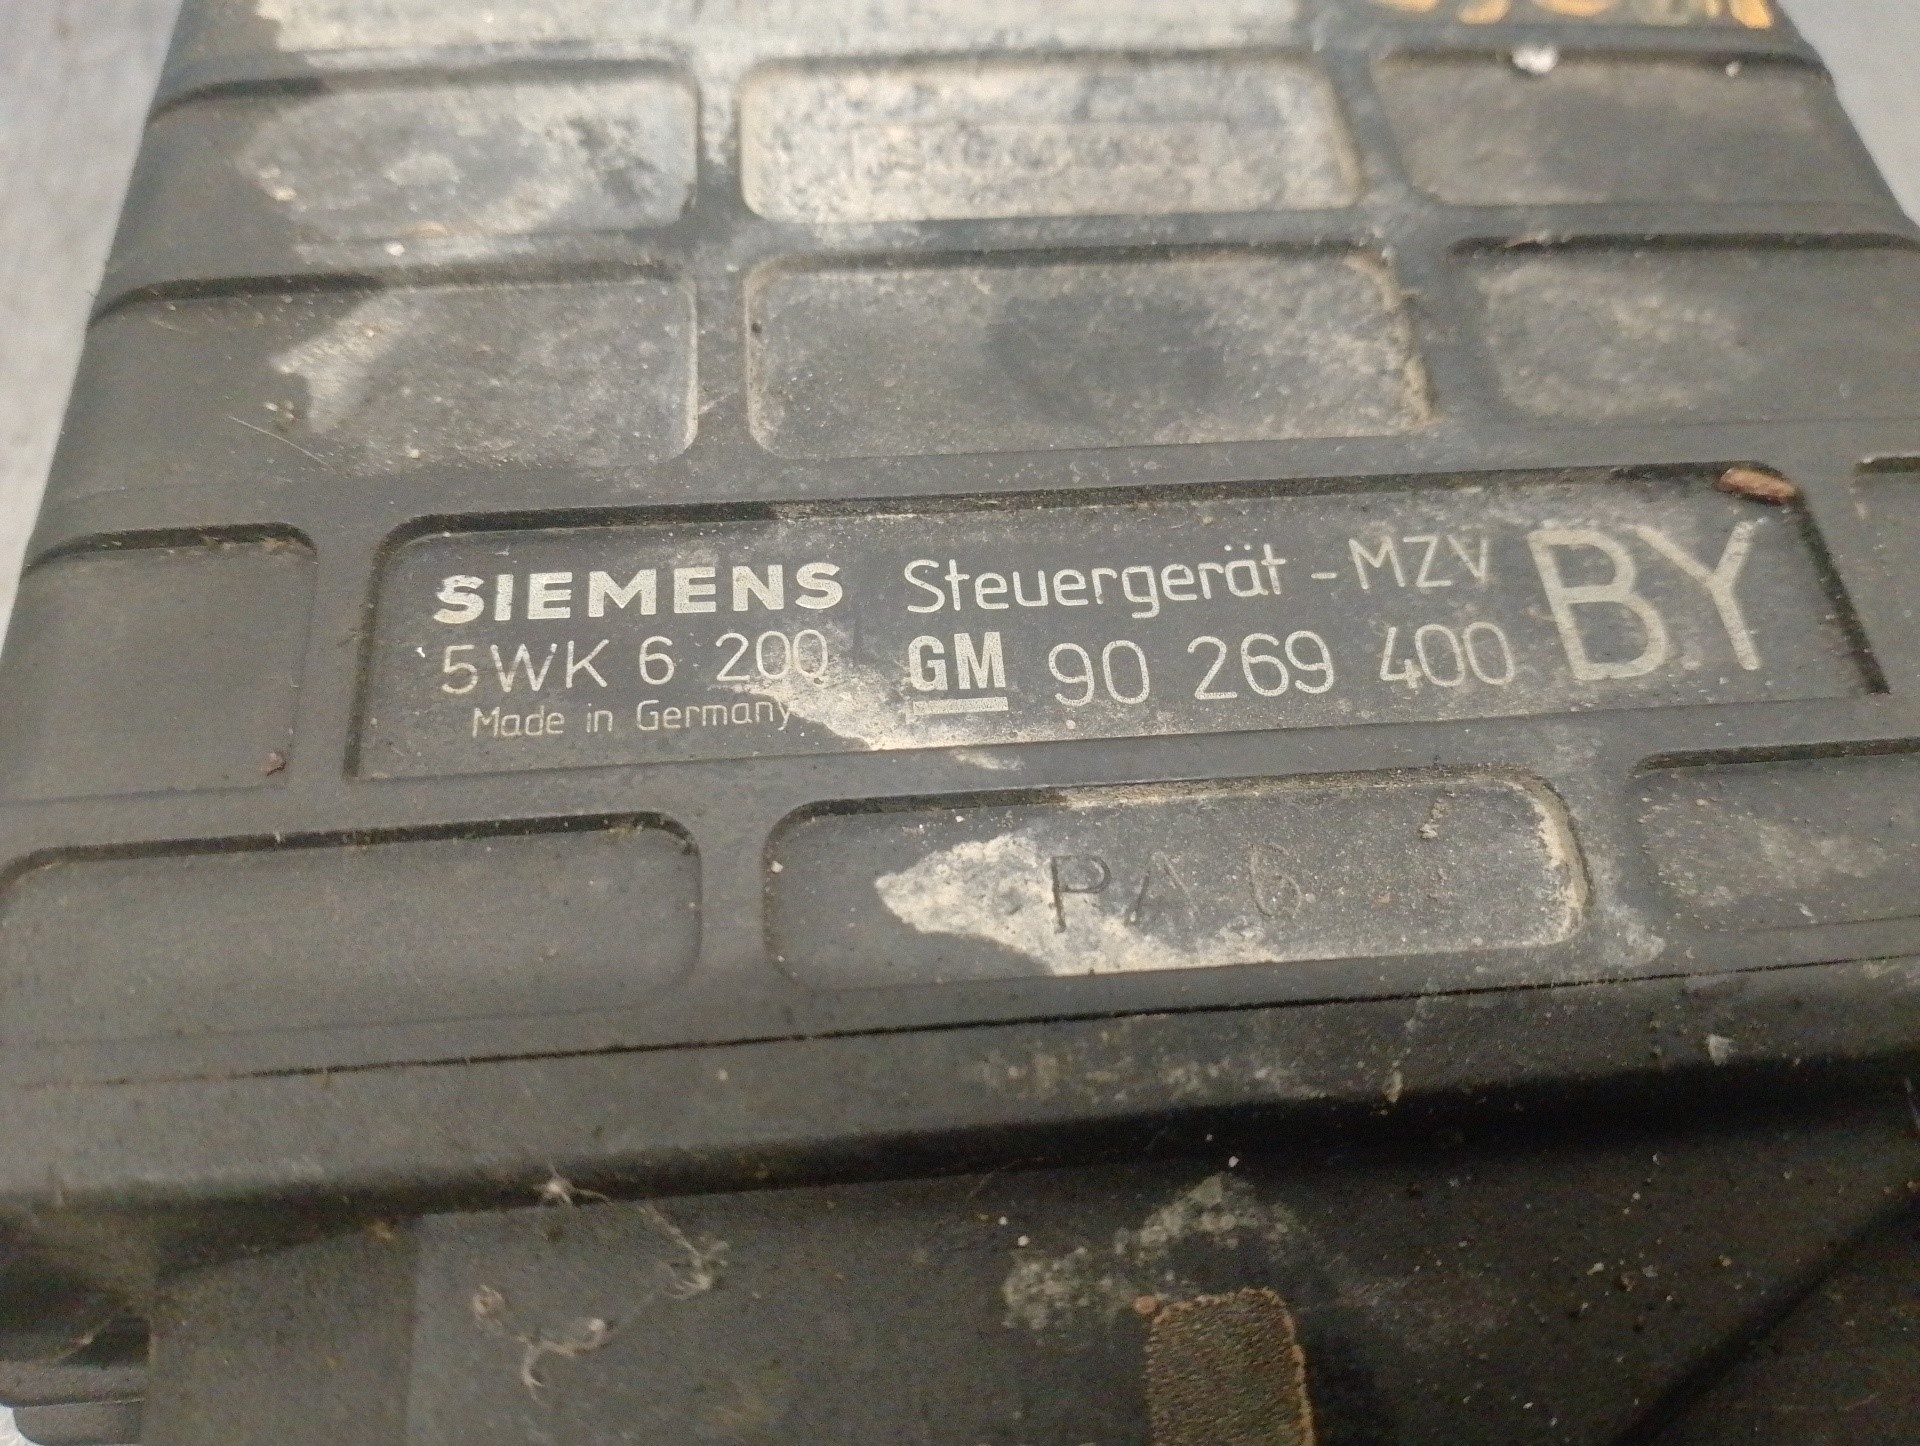 SIEMENS Steuergerät - MZV BY
5WK 6 200 GM 90 269 400
Made in Germany
PA 6